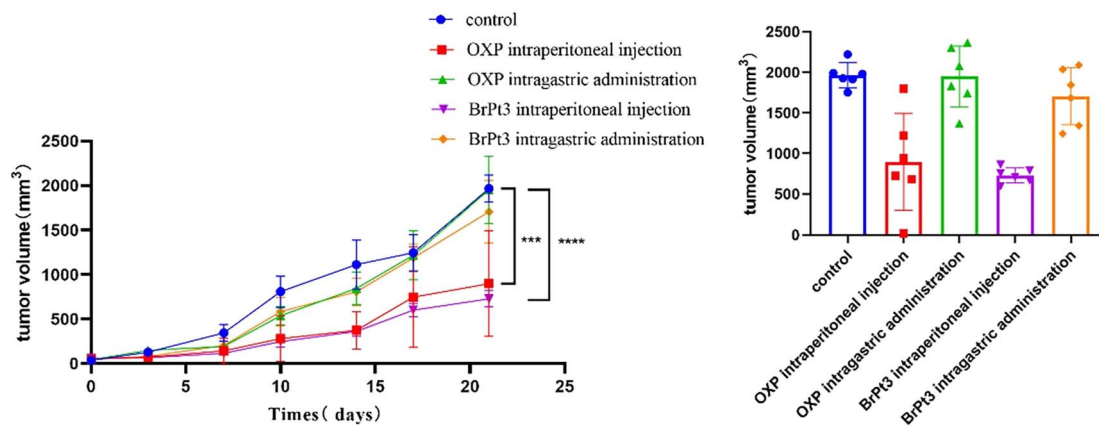 control
OXP intraperitoneal injection
OXP intragastric administration
BrPt3 intraperitoneal injection
BrPt3 intragastric administration
tumor volume(mm³)
2500
2000
1500
1000
500
0
0
5
10
15
20
25
Times( days)
***
****
tumor volume(mm³)
2500
2000
1500
1000
500
0
control
OXP intraperitoneal injection
OXP intragastric administration
BrPt3 intraperitoneal injection
BrPt3 intragastric administration